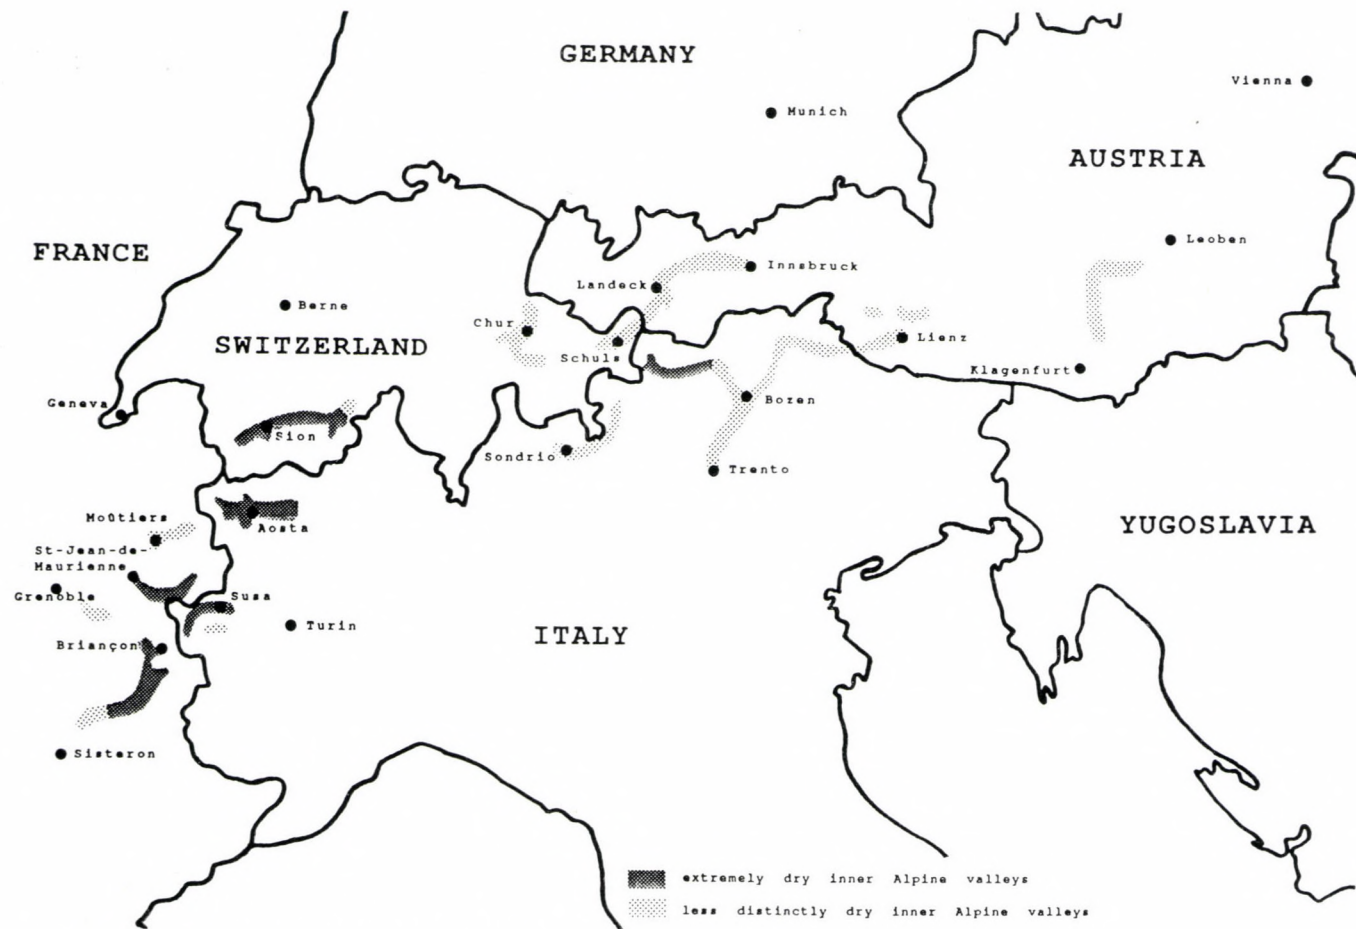 GERMANY
Vienna
Munich
AUSTRIA
Leoben
FRANCE
Innsbruck
Landeck
Berne
Chur
SWITZERLAND
Lienz
Schuls
Klagenfurt
Geneva
Bozen
Sion
Sondrio
Trento
Moûtiers
Aosta
YUGOSLAVIA
St-Jean-de-
Maurienne
Grenoble
Susa
Turin
ITALY
Briançon
Sisteron
extremely dry inner Alpine valleys
less distinctly dry inner Alpine valleys